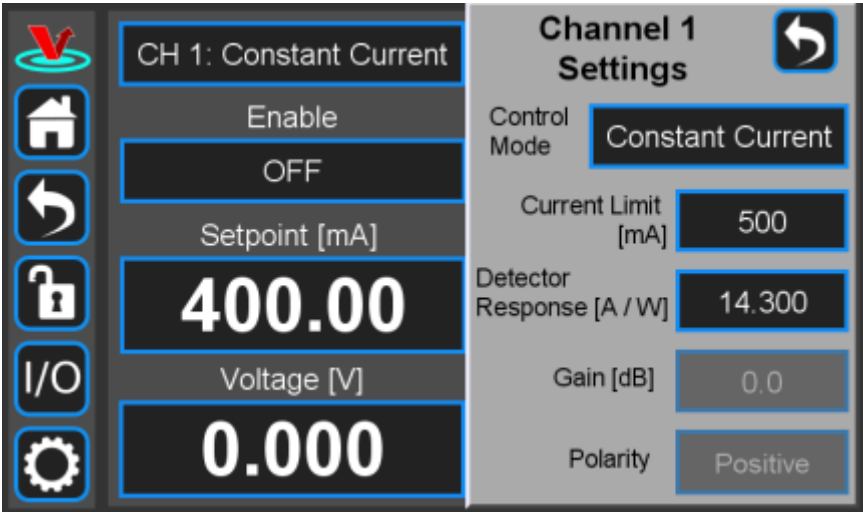 CH 1: Constant Current
Enable
OFF
Setpoint [mA]
400.00
Voltage [V]
0.000
I/O
Channel 1
Settings
Control
Mode
Constant Current
Current Limit
[mA]
500
Detector
Response [A / W]
14.300
Gain [dB]
0.0
Polarity
Positive